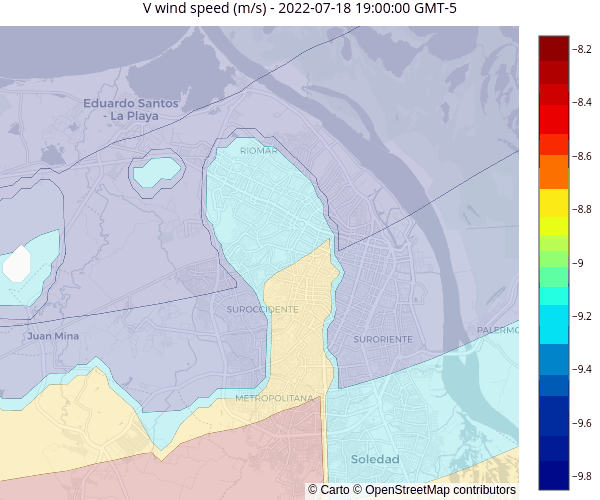 V wind speed (m/s) - 2022-07-18 19:00:00 GMT-5
−8.2
Eduardo Santos
- La Playa
−8.4
RIOMAR
−8.6
−8.8
−9
SUROCCIDENTE
−9.2
Juan Mina
SURORIENTE
PALERMO
−9.4
METROPOLITANA
−9.6
Soledad
−9.8
© Carto © OpenStreetMap contributors